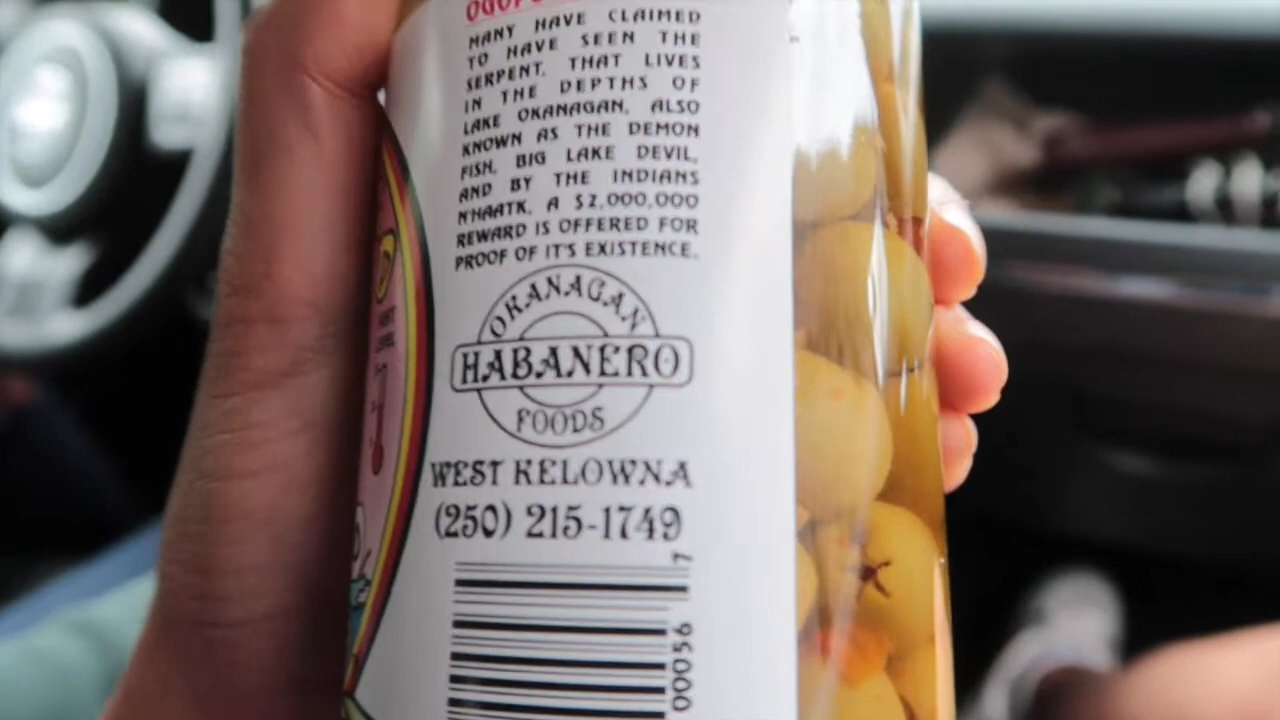 MANY HAVE CLAIMED
TO HAVE SEEN THE
SERPENT, THAT LIVES
IN THE DEPTHS OF
LAKE OKANAGAN, ALSO
KNOWN AS THE DEMON
FISH, BIG LAKE DEVIL,
AND BY THE INDIANS
N'HAATK, A $2,000,000
REWARD IS OFFERED FOR
PROOF OF IT'S EXISTENCE.
OKANAGAN
HABANERO
FOODS
WEST KELOWNA
(250) 215-1749
7
00056